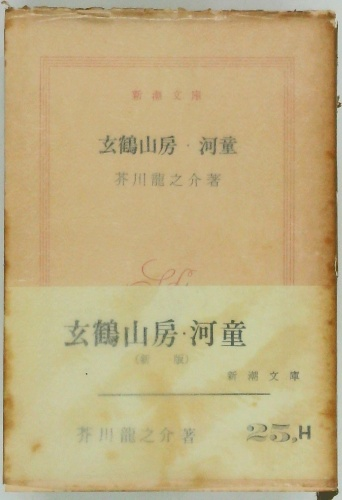 新潮文庫
玄鶴山房・河童
芥川龍之介著
玄鶴山房・河童
(新 版)
新潮文庫
芥川龍之介著
25.H